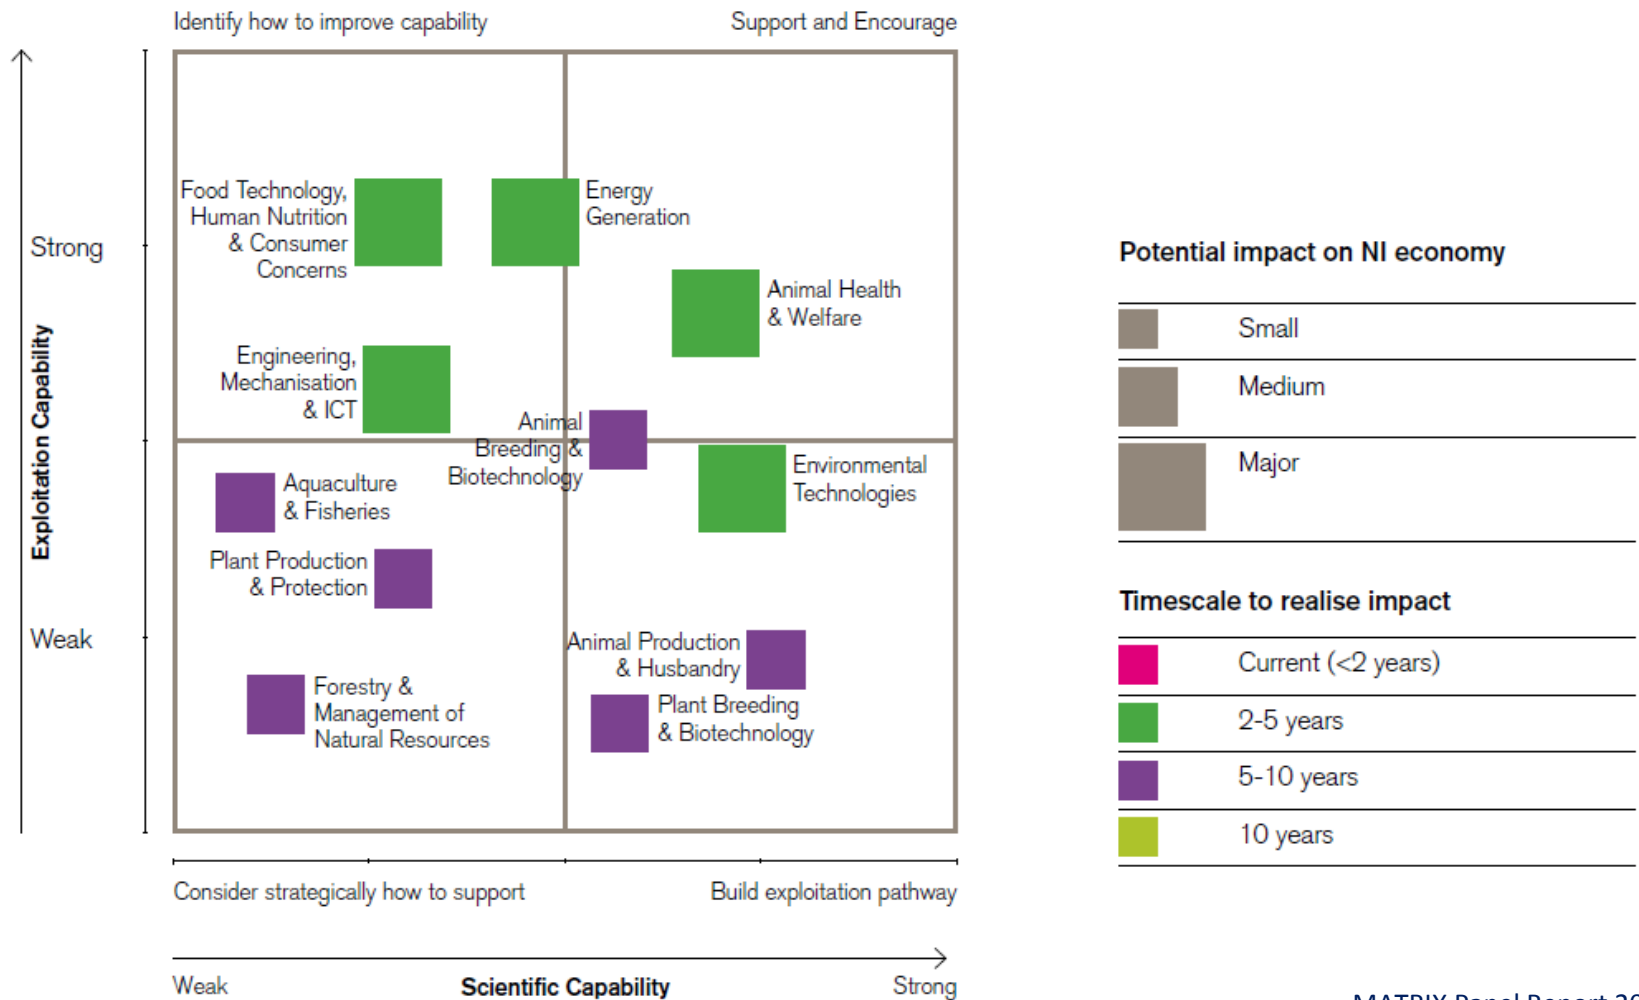 Identify how to improve capability
Support and Encourage
Food Technology,
Human Nutrition
& Consumer
Concerns
Energy
Generation
Animal Health
& Welfare
Engineering,
Mechanisation
& ICT
Animal
Breeding &
Biotechnology
Environmental
Technologies
Aquaculture
& Fisheries
Plant Production
& Protection
Animal Production
& Husbandry
Forestry &
Management of
Natural Resources
Plant Breeding
& Biotechnology
Strong
Exploitation Capability
Weak
Consider strategically how to support
Build exploitation pathway
Weak
Scientific Capability
Strong
Potential impact on NI economy
Small
Medium
Major
Timescale to realise impact
Current (<2 years)
2-5 years
5-10 years
10 years
MATRIX Panel Report 20